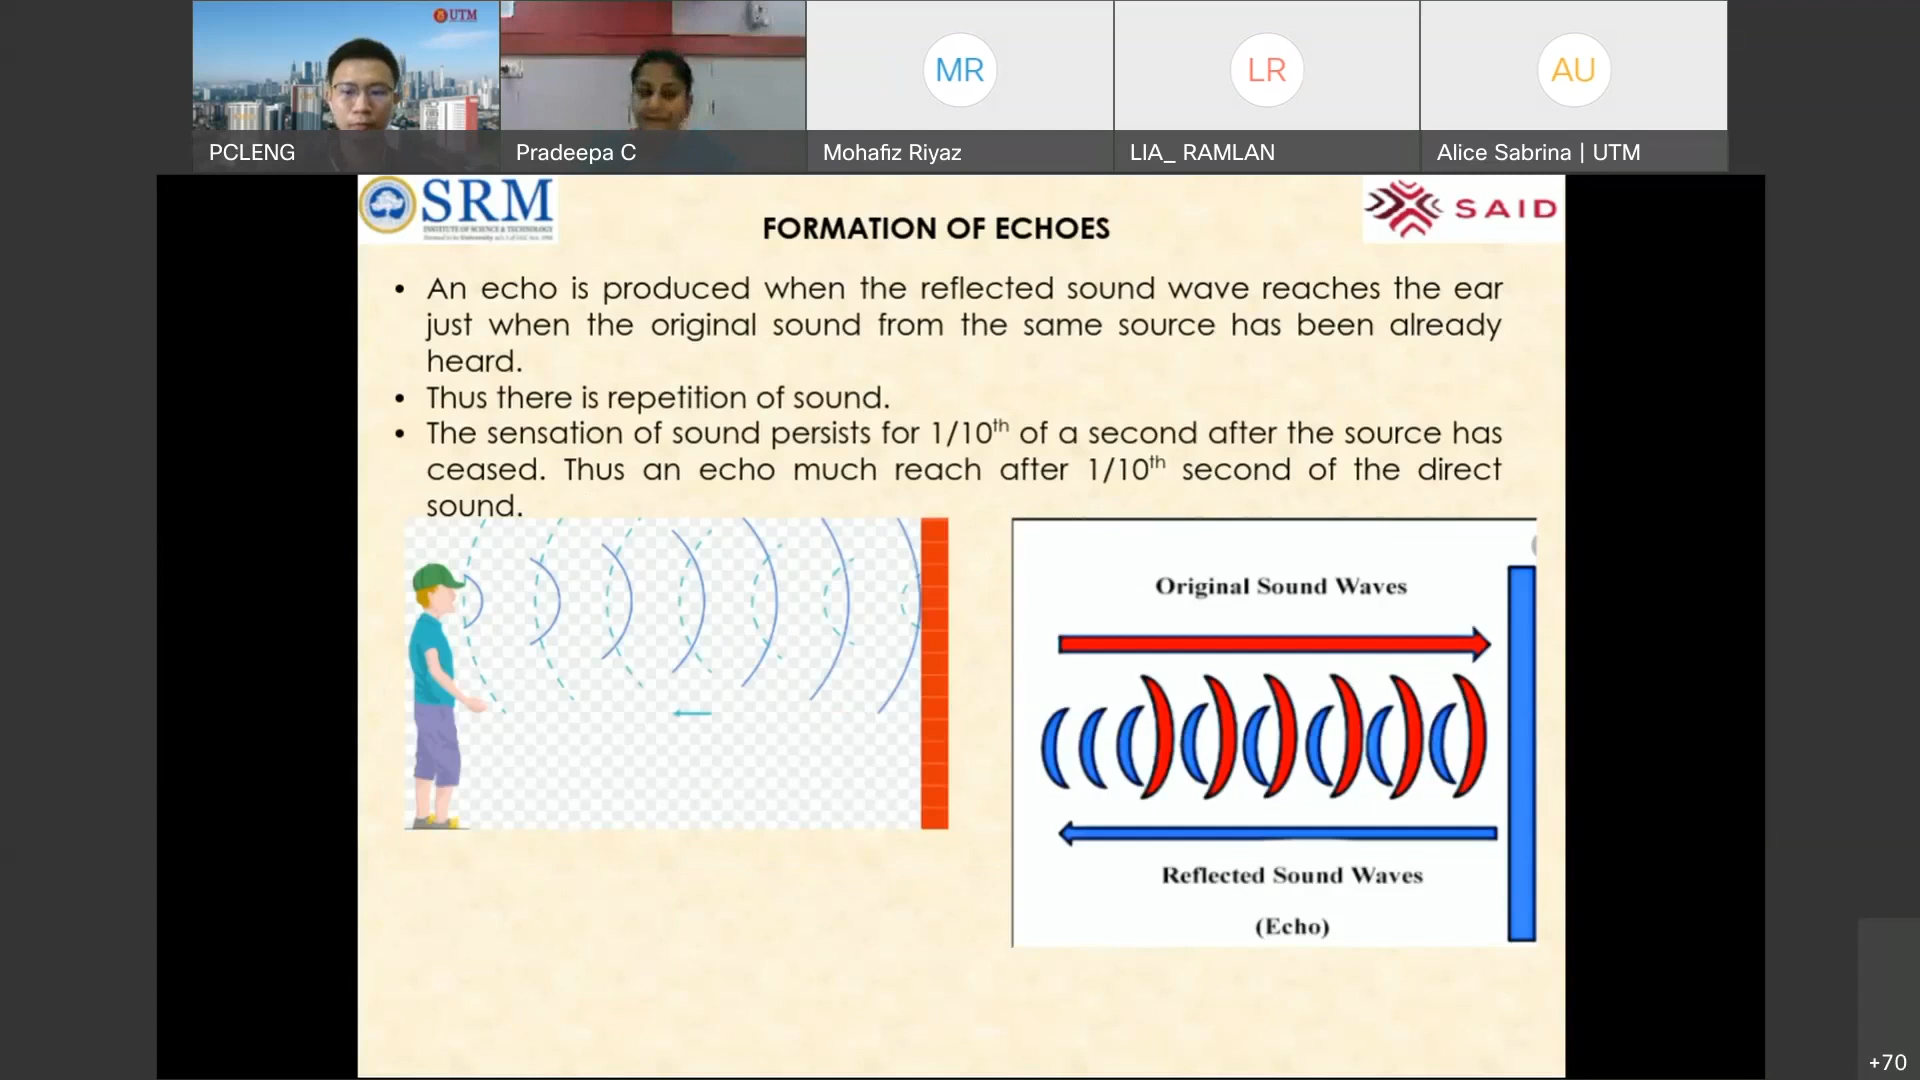 UTM
MR
LR
AU
PCLENG
Pradeepa C
Mohafiz Riyaz
LIA_ RAMLAN
Alice Sabrina | UTM
SRM
INSTITUTE OF SCIENCE & TECHNOLOGY
SAID
FORMATION OF ECHOES
• An echo is produced when the reflected sound wave reaches the ear
just when the original sound from the same source has been already
heard.
• Thus there is repetition of sound.
• The sensation of sound persists for 1/10th of a second after the source has
ceased. Thus an echo much reach after 1/10th second of the direct
sound.
Original Sound Waves
Reflected Sound Waves
(Echo)
+70